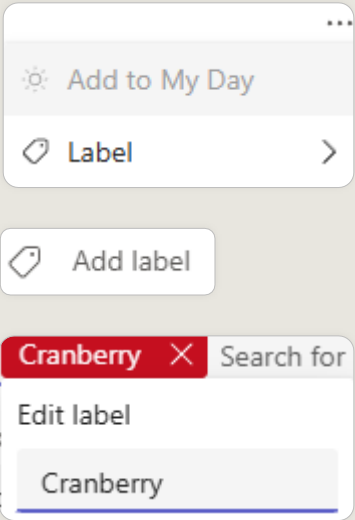 Add to My Day
Label
Add label
Cranberry Search for
Edit label
Cranberry